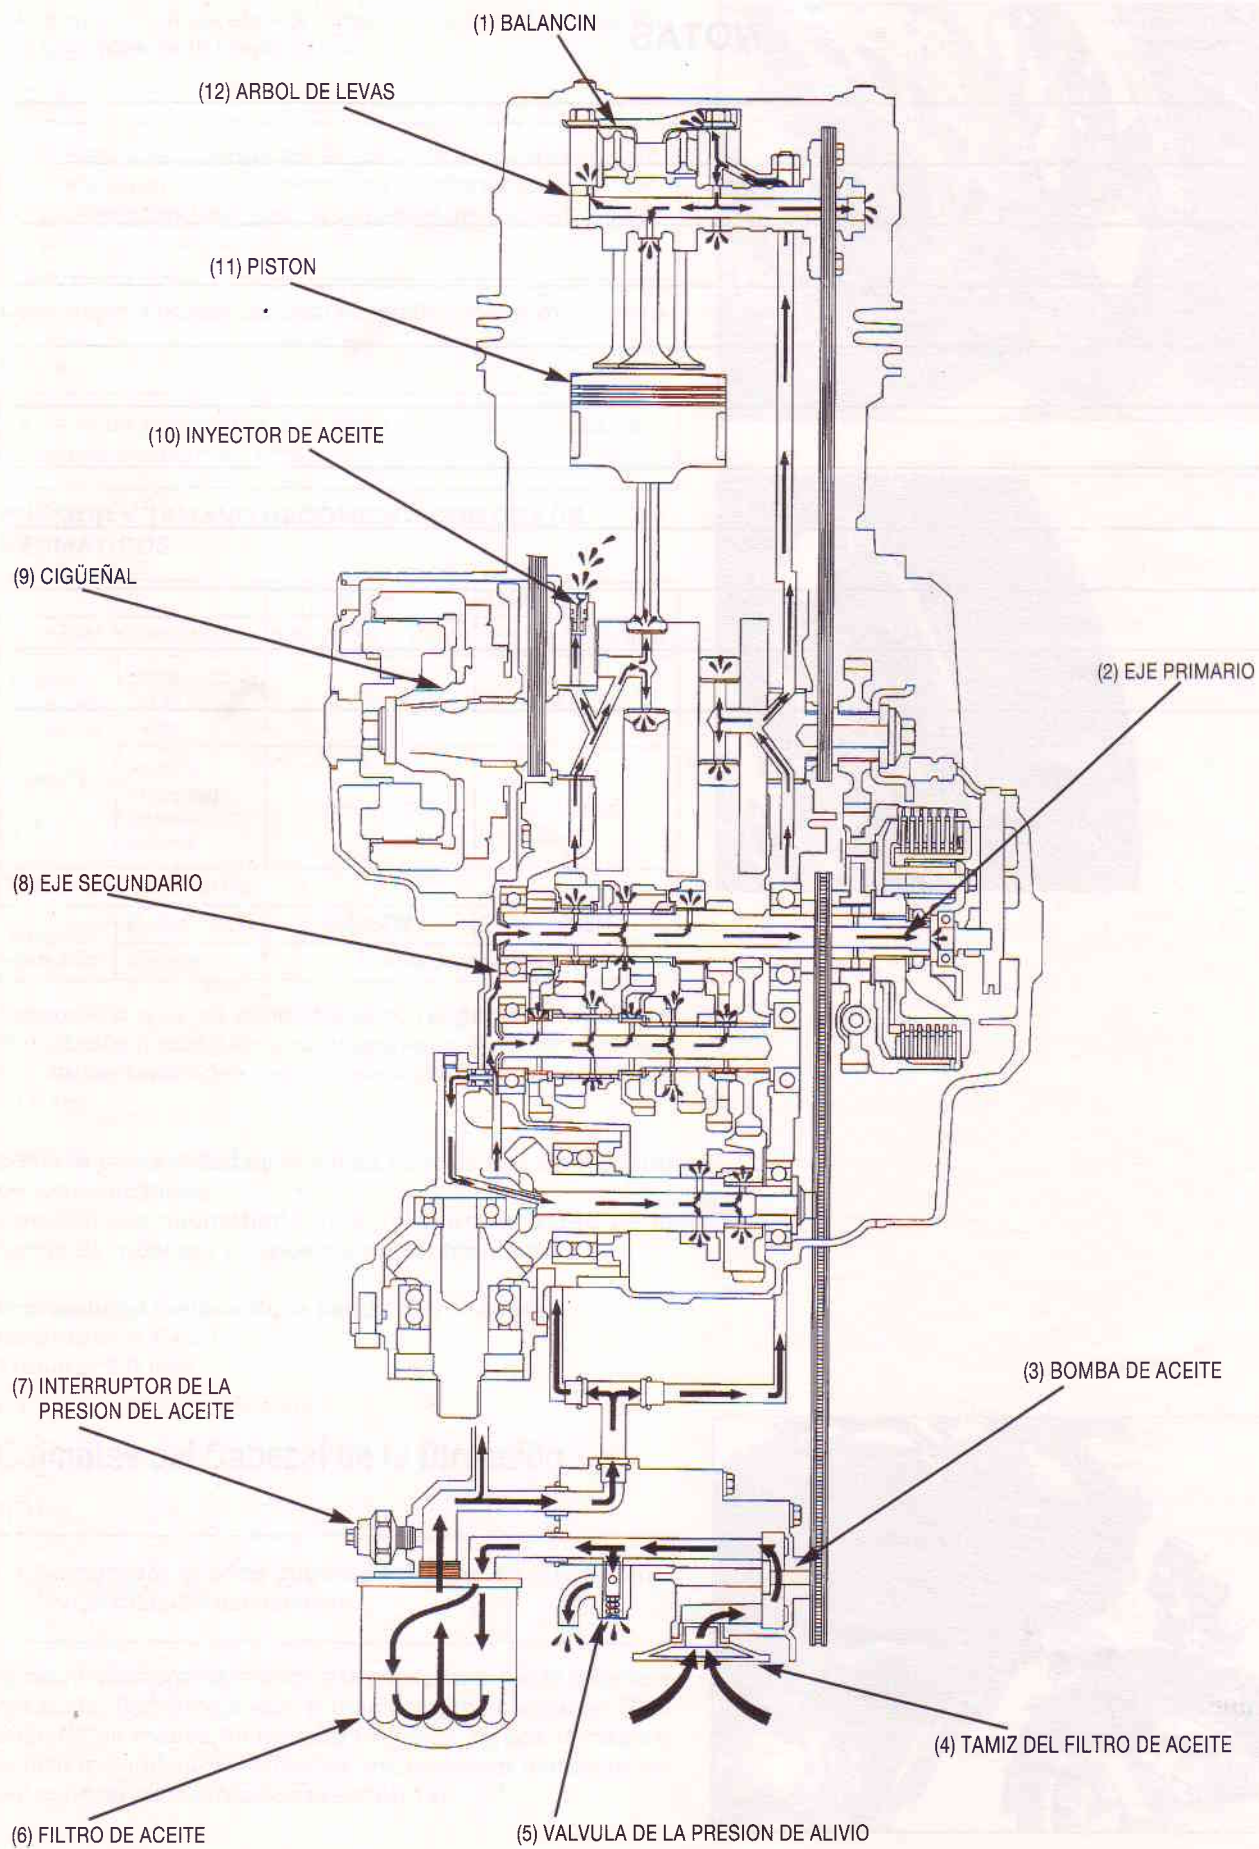 (1) BALANCIN
NOTAS
(12) ARBOL DE LEVAS
(11) PISTON
(10) INYECTOR DE ACEITE
(9) CIGÜEÑAL
(2) EJE PRIMARIO
(8) EJE SECUNDARIO
(3) BOMBA DE ACEITE
(7) INTERRUPTOR DE LA
PRESION DEL ACEITE
(4) TAMIZ DEL FILTRO DE ACEITE
(6) FILTRO DE ACEITE
(5) VALVULA DE LA PRESION DE ALIVIO